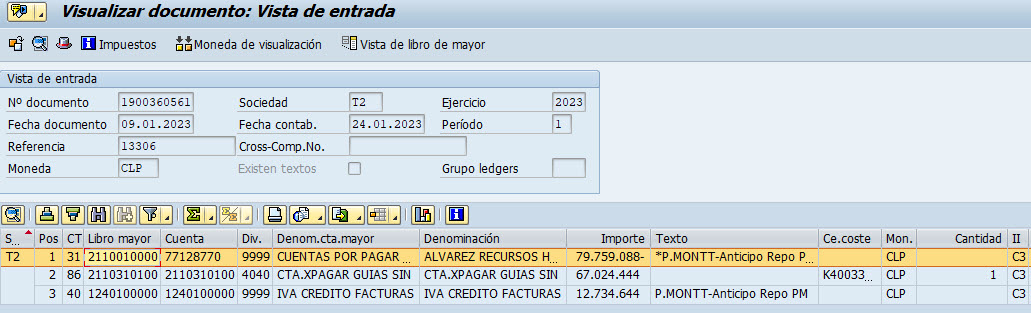 Visualizar documento: Vista de entrada
Impuestos Moneda de visualización Vista de libro de mayor
Vista de entrada
Nº documento 1900360561 Sociedad T2 Ejercicio 2023
Fecha documento 09.01.2023 Fecha contab. 24.01.2023 Período 1
Referencia 13306 Cross-Comp.No.
Moneda CLP Existen textos Grupo ledgers
S... Pos CT Libro mayor Cuenta Div. Denom.cta.mayor Denominación Importe Texto Ce.coste Mon. Cantidad II
T2 1 31 2110010000 77128770 9999 CUENTAS POR PAGAR ... ALVAREZ RECURSOS H... 79.759.088- *P.MONTT-Anticipo Repo P... CLP C3
2 86 2110310100 2110310100 4040 CTA.XPAGAR GUIAS SIN CTA.XPAGAR GUIAS SIN 67.024.444 K40033... CLP 1 C3
3 40 1240100000 1240100000 9999 IVA CREDITO FACTURAS IVA CREDITO FACTURAS 12.734.644 P.MONTT-Anticipo Repo PM CLP C3